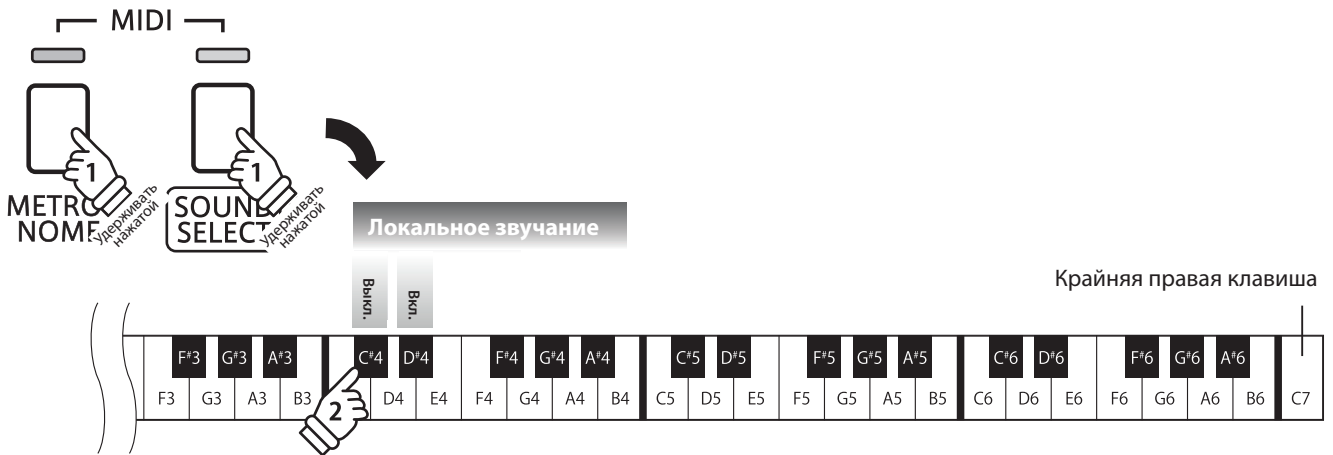 MIDI
1
1
METRO
NOME
Удерживать
нажатой
SOUND
SELECT
Удерживать
нажатой
Локальное звучание
Выкл.
Вкл.
Крайняя правая клавиша
F#3 G#3 A#3 C#4 D#4 F#4 G#4 A#4 C#5 D#5 F#5 G#5 A#5 C#6 D#6 F#6 G#6 A#6
F3 G3 A3 B3 D4 E4 F4 G4 A4 B4 C5 D5 E5 F5 G5 A5 B5 C6 D6 E6 F6 G6 A6 B6 C7
2